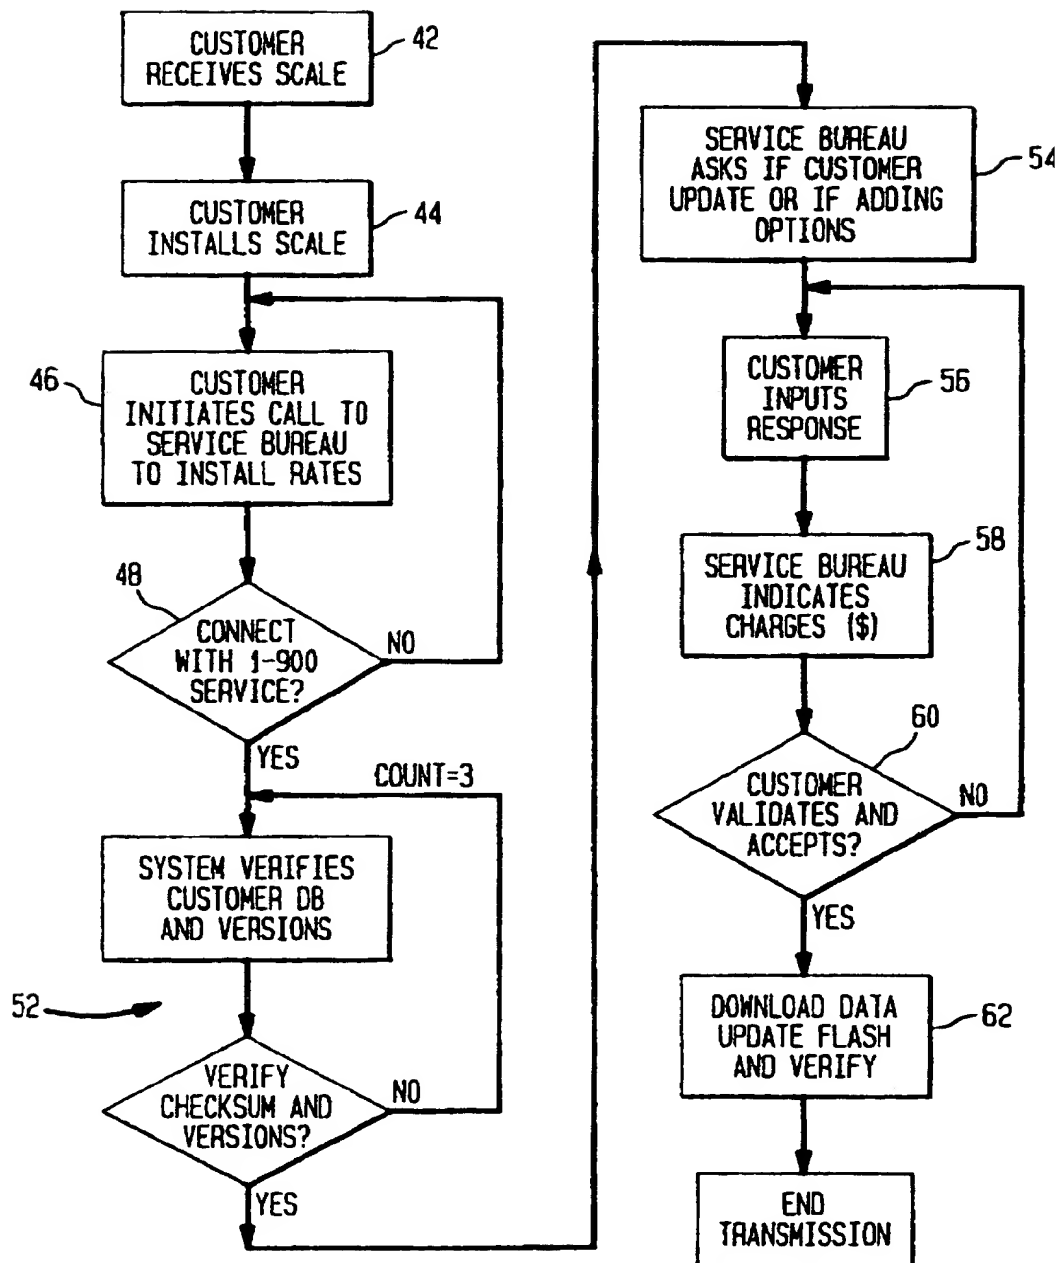 CUSTOMER
RECEIVES SCALE
42
CUSTOMER
INSTALLS SCALE
44
46
CUSTOMER
INITIATES CALL TO
SERVICE BUREAU
TO INSTALL RATES
48
CONNECT
WITH 1-900
SERVICE?
NO
YES
COUNT=3
SYSTEM VERIFIES
CUSTOMER DB
AND VERSIONS
52
VERIFY
CHECKSUM AND
VERSIONS?
NO
YES
SERVICE BUREAU
ASKS IF CUSTOMER
UPDATE OR IF ADDING
OPTIONS
54
CUSTOMER
INPUTS
RESPONSE
56
SERVICE BUREAU
INDICATES
CHARGES ($)
58
60
CUSTOMER
VALIDATES AND
ACCEPTS?
NO
YES
DOWNLOAD DATA
UPDATE FLASH
AND VERIFY
62
END
TRANSMISSION